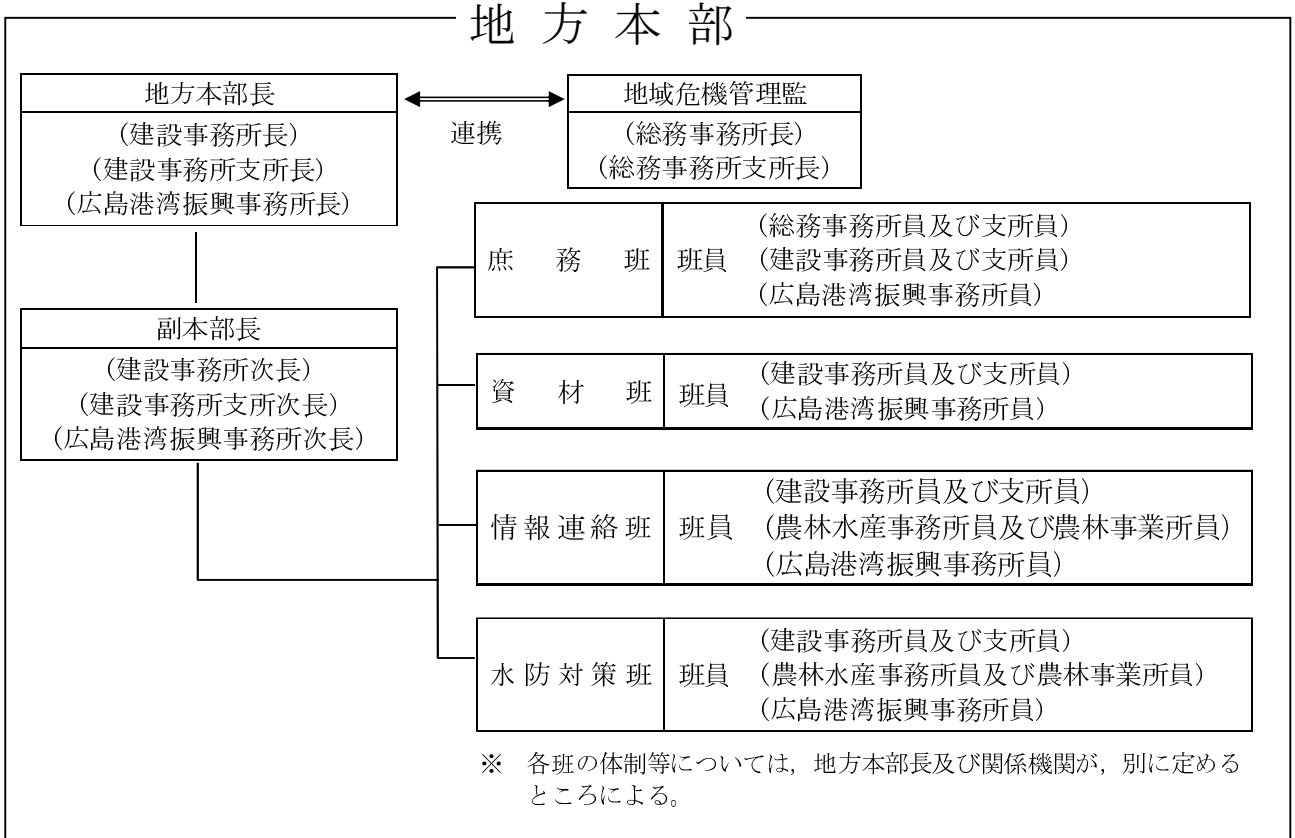 地方本部
地方本部長
(建設事務所長)
(建設事務所支所長)
(広島港湾振興事務所長)
連携
地域危機管理監
(総務事務所長)
(総務事務所支所長)
副本部長
(建設事務所次長)
(建設事務所支所次長)
(広島港湾振興事務所次長)
庶務班 班員 (総務事務所員及び支所員)
(建設事務所員及び支所員)
(広島港湾振興事務所員)
資材班 班員 (建設事務所員及び支所員)
(広島港湾振興事務所員)
情報連絡班 班員 (建設事務所員及び支所員)
(農林水産事務所員及び農林事業所員)
(広島港湾振興事務所員)
水防対策班 班員 (建設事務所員及び支所員)
(農林水産事務所員及び農林事業所員)
(広島港湾振興事務所員)
※ 各班の体制等については，地方本部長及び関係機関が，別に定める
ところによる。